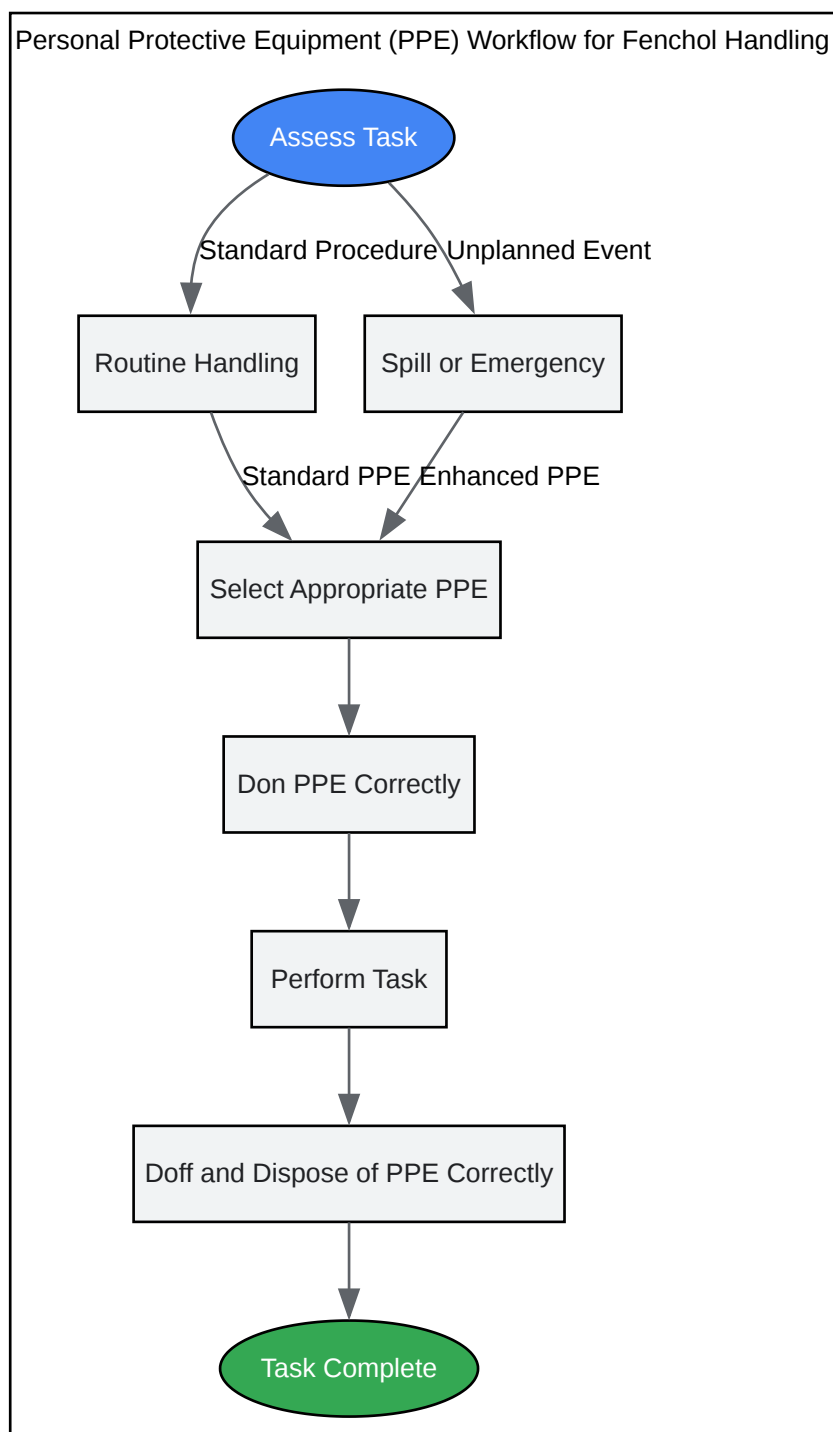 Personal Protective Equipment (PPE) Workflow for Fenchol Handling
Assess Task
Standard Procedure
Unplanned Event
Routine Handling
Spill or Emergency
Standard PPE
Enhanced PPE
Select Appropriate PPE
Don PPE Correctly
Perform Task
Doff and Dispose of PPE Correctly
Task Complete